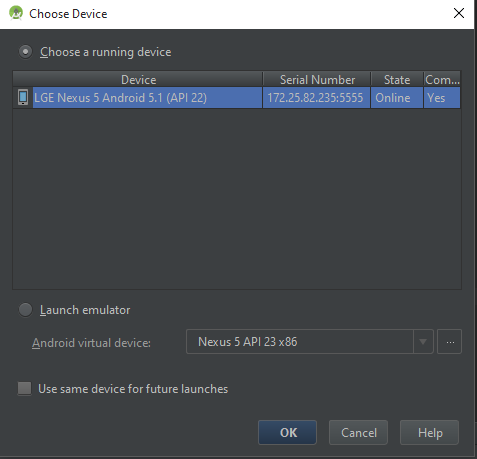 Choose Device
Choose a running device
Device Serial Number State Com...
LGE Nexus 5 Android 5.1 (API 22) 172.25.82.235:5555 Online Yes
Launch emulator
Android virtual device: Nexus 5 API 23 x86 ...
Use same device for future launches
OK Cancel Help